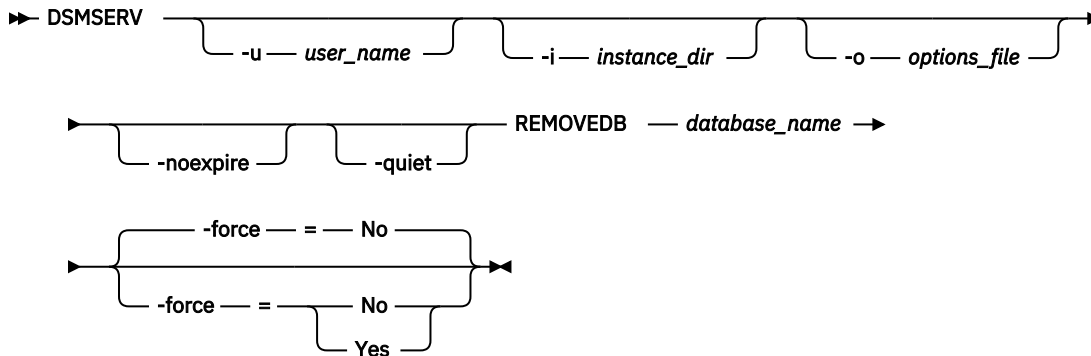 DSMSERV
-u user_name -i instance_dir -o options_file
-noexpire -quiet REMOVEDB database_name
-force = No
-force = No
Yes